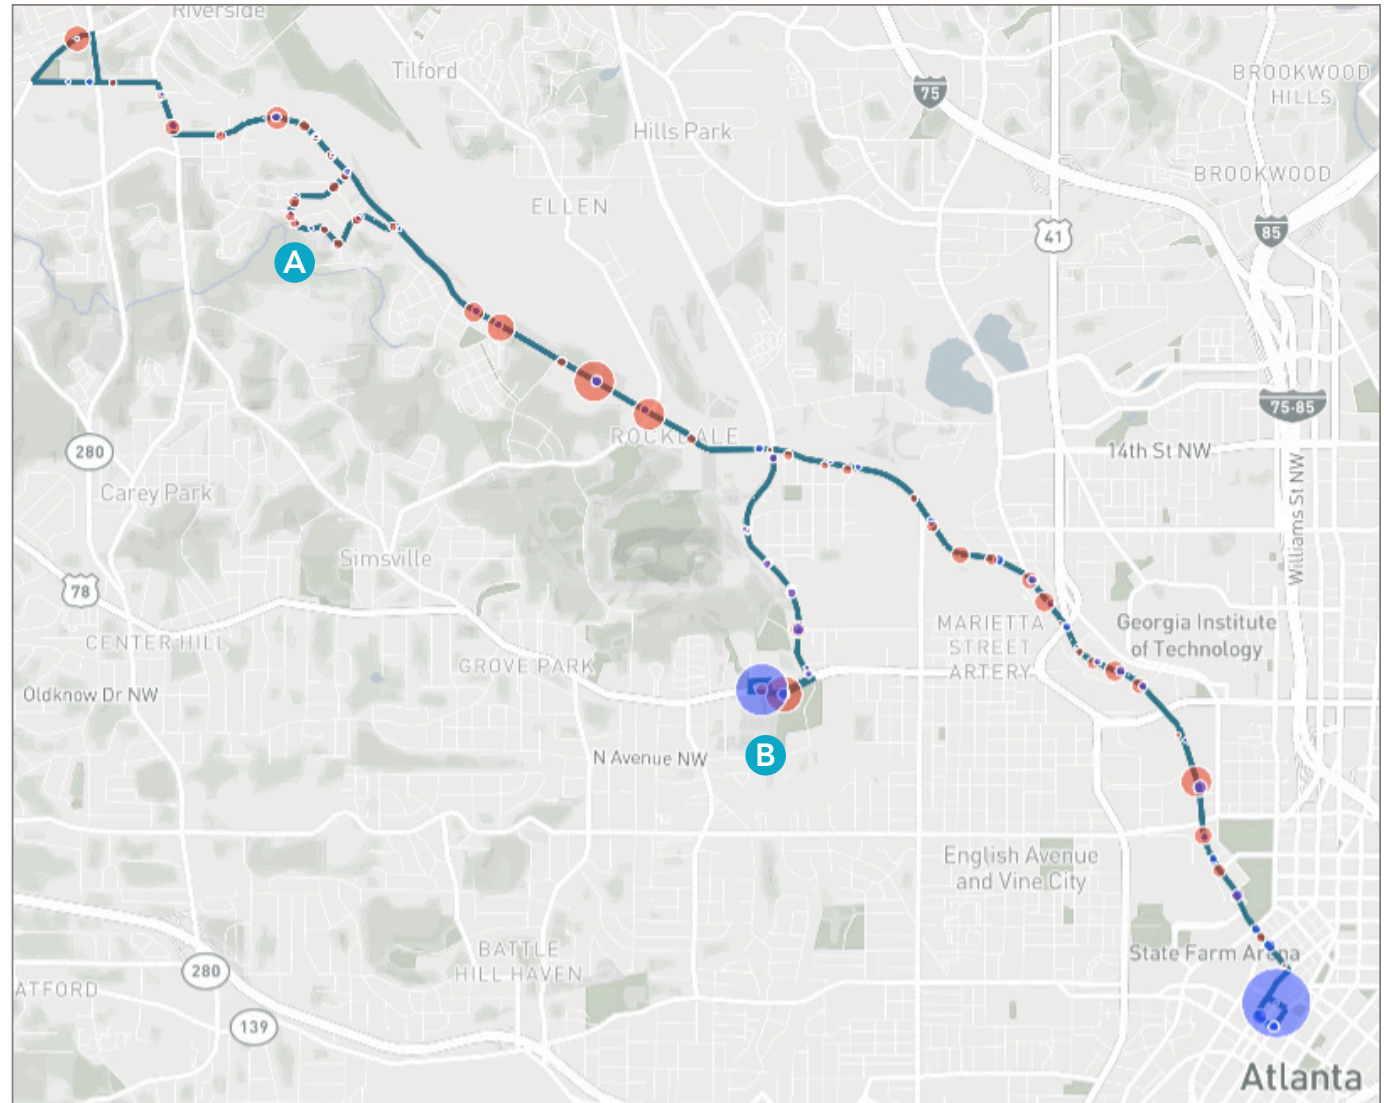 Riverside
Tilford
75
BROOKWOOD
HILLS
Hills Park
BROOKWOOD
ELLEN
85
41
A
75-85
ROCKDALE
14th St NW
280
Carey Park
Williams St NW
Simsville
78
MARIETTA
STREET
ARTERY
Georgia Institute
of Technology
CENTER HILL
GROVE PARK
Oldknow Dr NW
B
N Avenue NW
English Avenue
and Vine City
BATTLE
HILL HAVEN
State Farm Arena
280
ATFORD
139
Atlanta